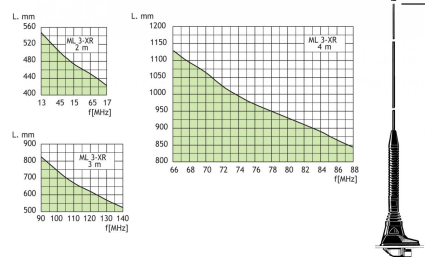 L. mm
560
520
480
440
400
ML 3-XR
2 m
13 45 15 65 17
f[MHz]
L. mm
1200
1150
1100
1050
1000
950
900
850
800
ML 3-XR
4 m
66 68 70 72 74 76 78 80 82 84 86 88
f[MHz]
L. mm
900
800
700
600
500
ML 3-XR
3 m
90 100 110 120 130 140
f[MHz]